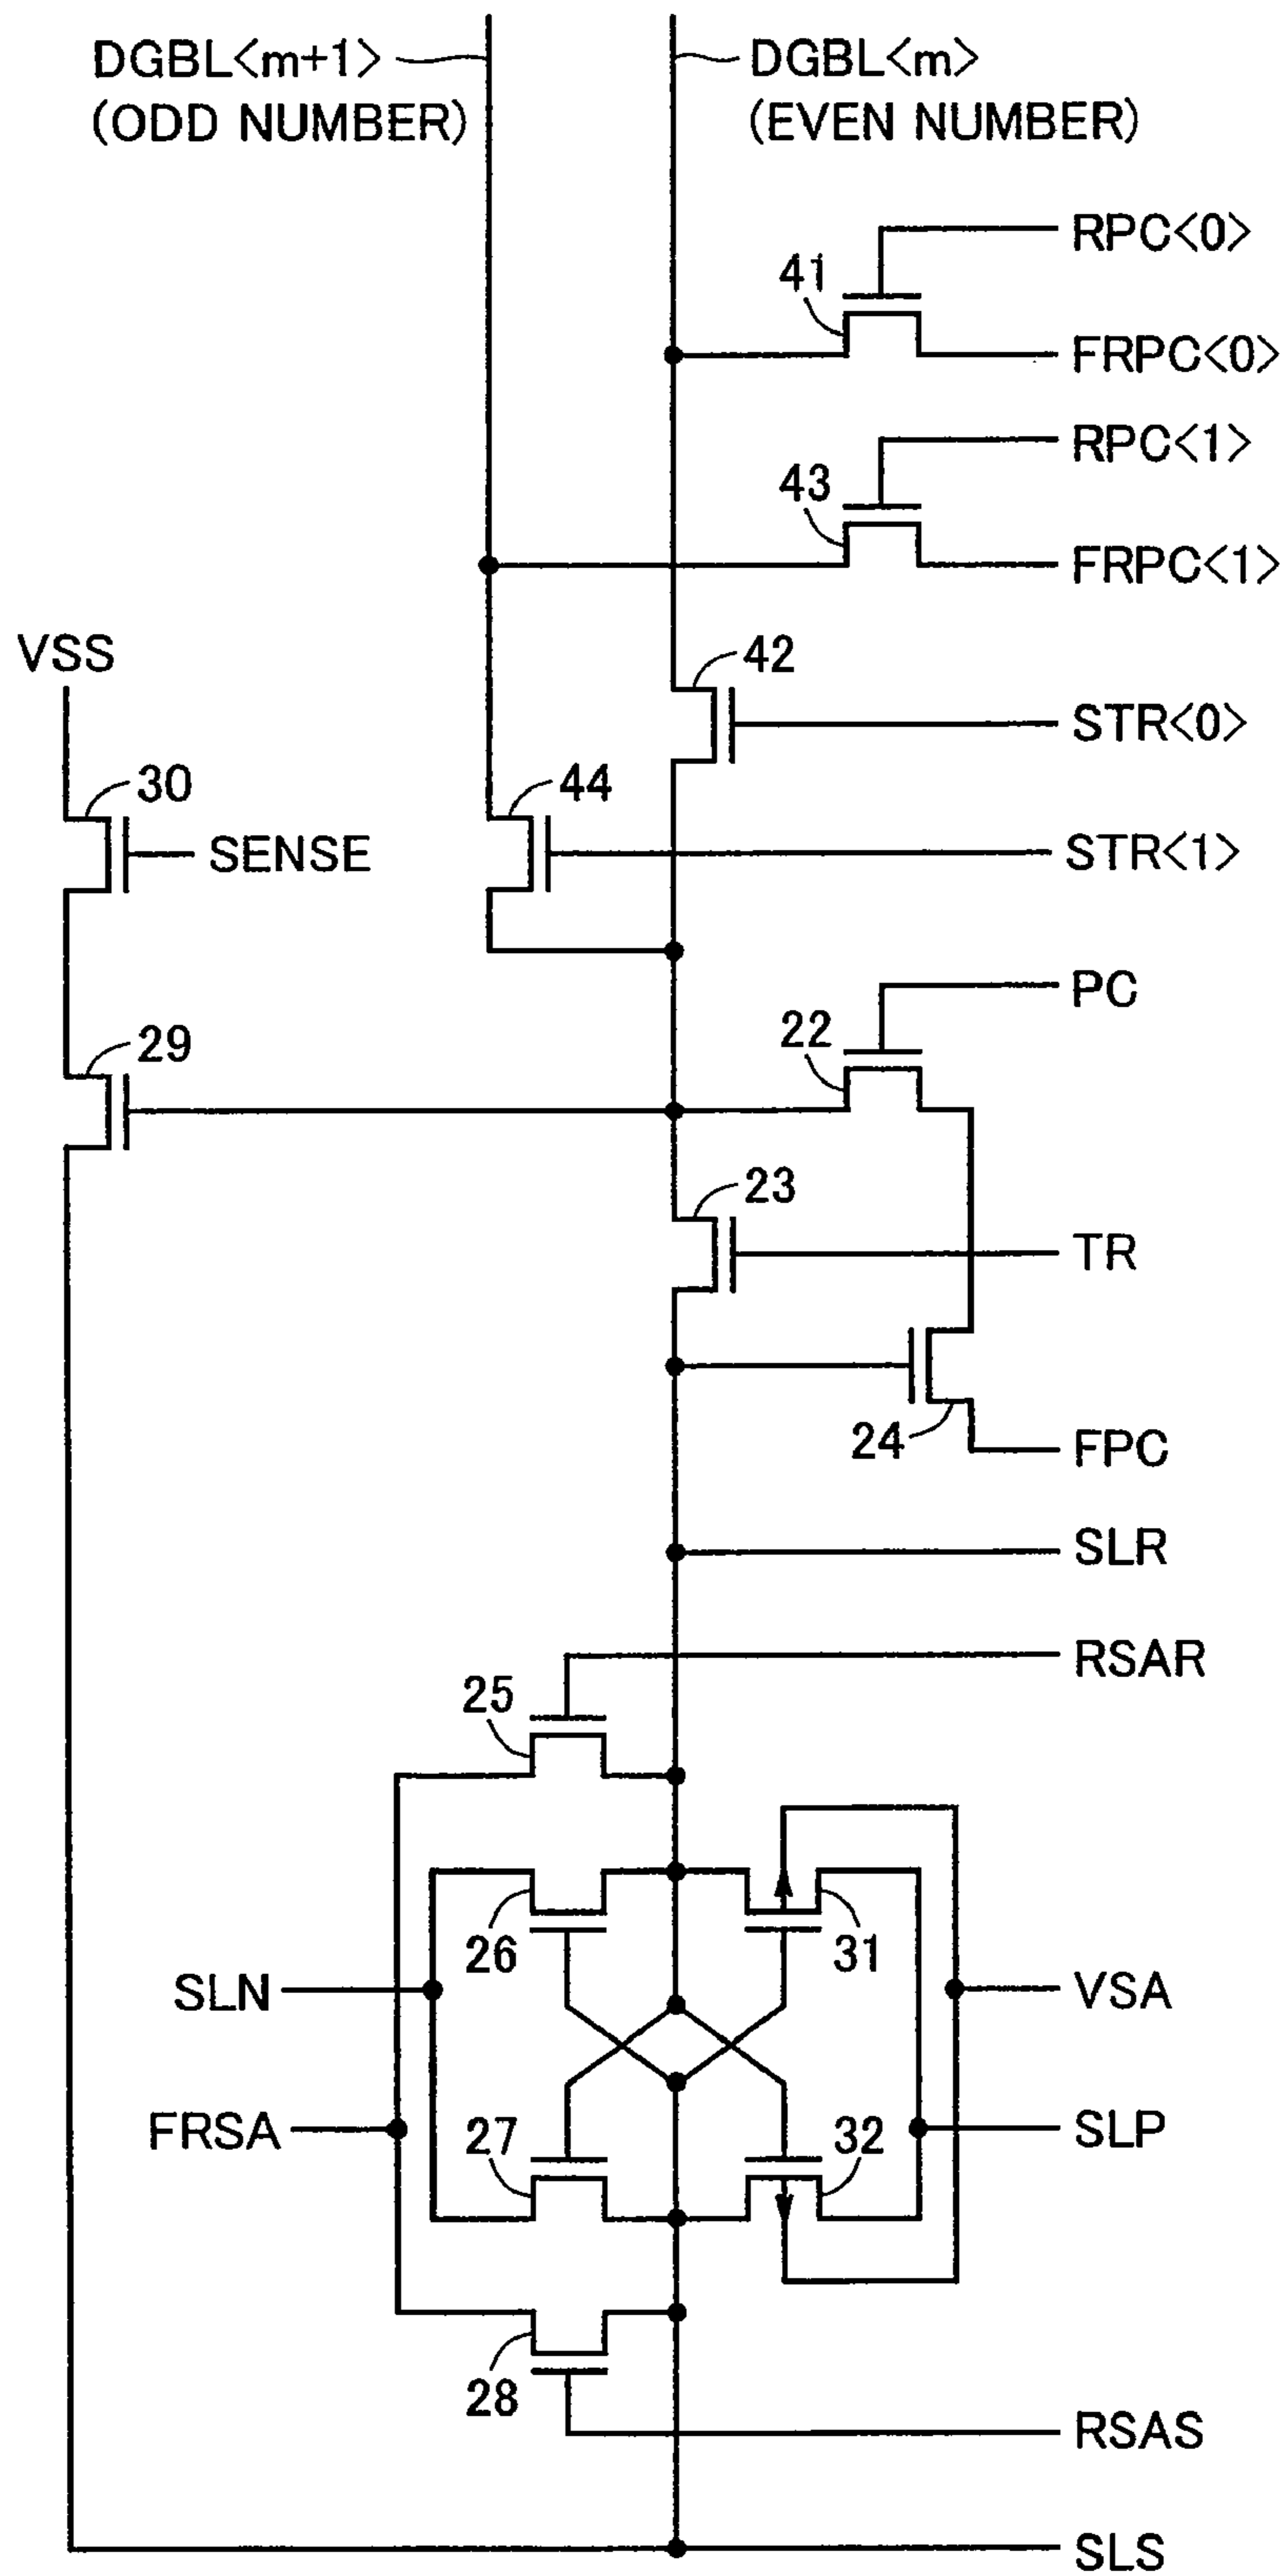 DGBL<m+1>
(ODD NUMBER)
DGBL<m>
(EVEN NUMBER)
RPC<0>
41
FRPC<0>
RPC<1>
43
FRPC<1>
VSS
42
STR<0>
30
44
SENSE
STR<1>
PC
29
22
23
TR
24
FPC
SLR
RSAR
25
26
31
SLN
VSA
FRSA
27
32
SLP
28
RSAS
SLS